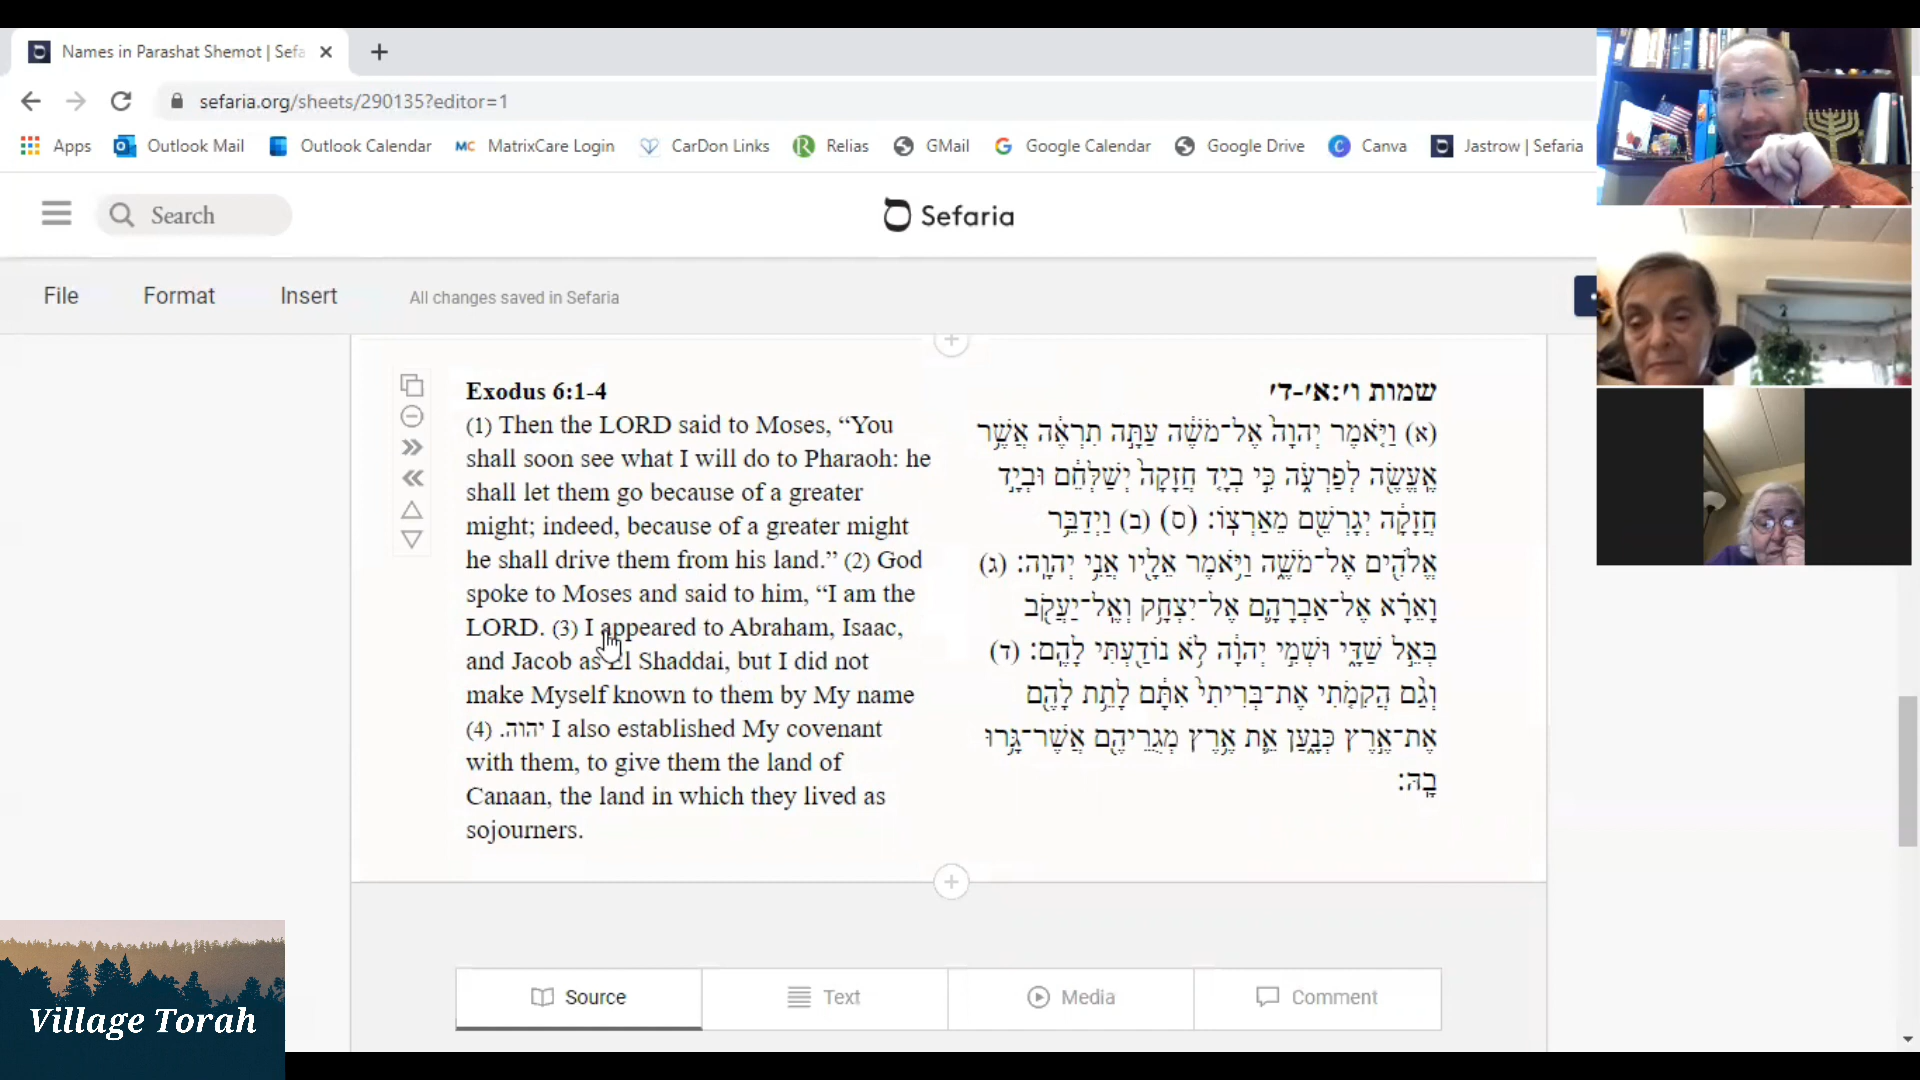 Names in Parashat Shemot | Sefa
sefaria.org/sheets/290135?editor=1
Apps Outlook Mail Outlook Calendar MC MatrixCare Login CarDon Links Relias GMail Google Calendar Google Drive Canva Jastrow | Sefaria
Search
Sefaria
File Format Insert All changes saved in Sefaria
Exodus 6:1-4
(1) Then the LORD said to Moses, “You
shall soon see what I will do to Pharaoh: he
shall let them go because of a greater
might; indeed, because of a greater might
he shall drive them from his land.” (2) God
spoke to Moses and said to him, “I am the
LORD. (3) I appeared to Abraham, Isaac,
and Jacob as El Shaddai, but I did not
make Myself known to them by My name
(4) .יהוה I also established My covenant
with them, to give them the land of
Canaan, the land in which they lived as
sojourners.
שמות ו׳:א׳-ד׳
(א) וַיֹּ֤אמֶר יְהוָה֙ אֶל־מֹשֶׁ֔ה עַתָּ֣ה תִרְאֶ֔ה אֲשֶׁ֥ר
אֶֽעֱשֶׂ֖ה לְפַרְעֹ֑ה כִּ֣י בְיָ֤ד חֲזָקָה֙ יְשַׁלְּחֵ֔ם וּבְיָ֣ד
חֲזָקָ֔ה יְגָרְשֵׁ֖ם מֵאַרְצֽוֹ׃ (ס) (ב) וַיְדַבֵּ֥ר
אֱלֹהִ֖ים אֶל־מֹשֶׁ֑ה וַיֹּ֥אמֶר אֵלָ֖יו אֲנִ֥י יְהוָֽה׃ (ג)
וָאֵרָ֗א אֶל־אַבְרָהָ֛ם אֶל־יִצְחָ֥ק וְאֶֽל־יַעֲקֹ֖ב
בְּאֵ֣ל שַׁדָּ֑י וּשְׁמִ֣י יְהוָ֔ה לֹ֥א נוֹדַ֖עְתִּי לָהֶֽם׃ (ד)
וְגַ֨ם הֲקִמֹ֤תִי אֶת־בְּרִיתִי֙ אִתָּ֔ם לָתֵ֥ת לָהֶ֖ם
אֶת־אֶ֣רֶץ כְּנָ֑עַן אֵ֛ת אֶ֥רֶץ מְגֻרֵיהֶ֖ם אֲשֶׁר־גָּ֥רוּ
בָֽהּ׃
Source Text Media Comment
Village Torah